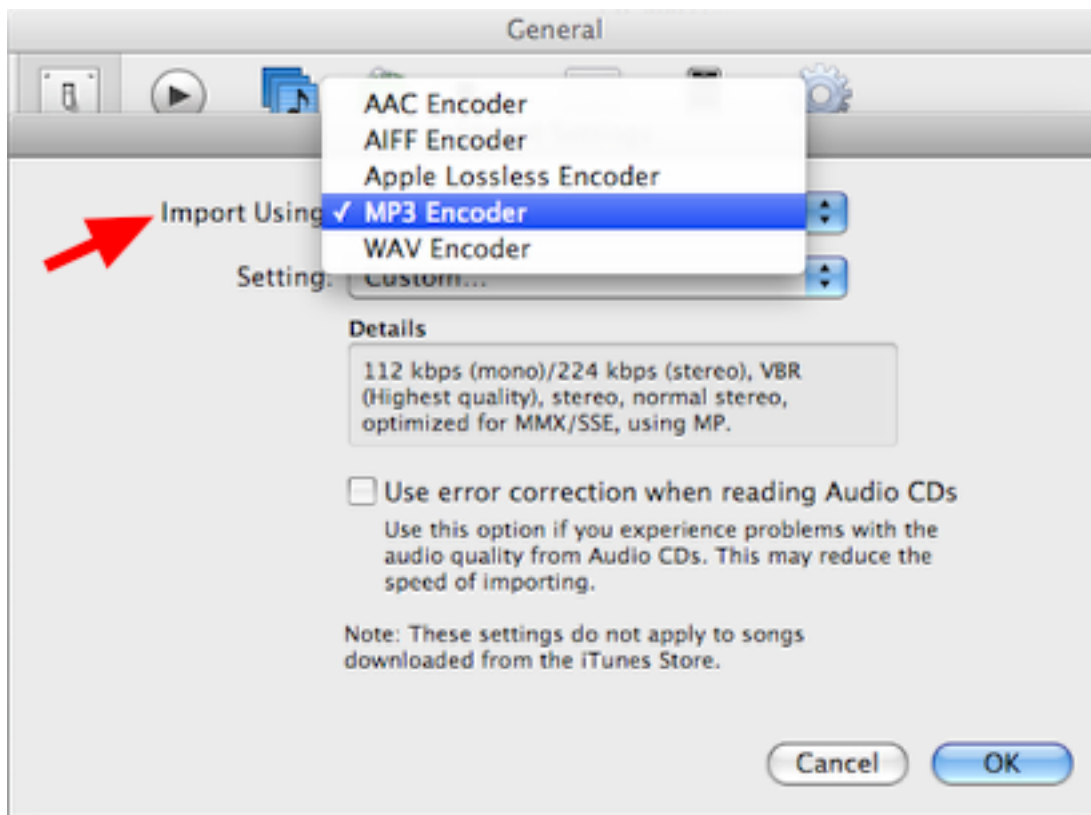 General
AAC Encoder
AIFF Encoder
Apple Lossless Encoder
Import Using ✓ MP3 Encoder
WAV Encoder
Setting: Custom...
Details
112 kbps (mono)/224 kbps (stereo), VBR
(Highest quality), stereo, normal stereo,
optimized for MMX/SSE, using MP.
Use error correction when reading Audio CDs
Use this option if you experience problems with the
audio quality from Audio CDs. This may reduce the
speed of importing.
Note: These settings do not apply to songs
downloaded from the iTunes Store.
Cancel OK